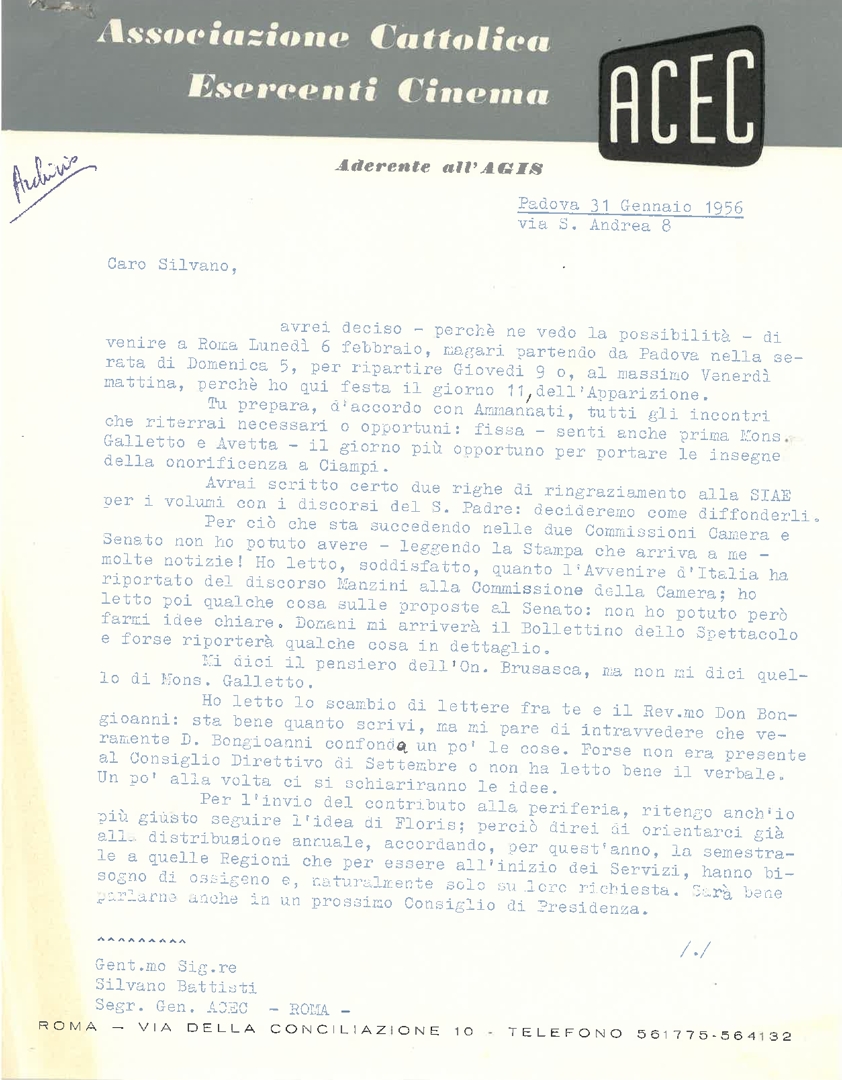 Associazione Cattolica
Esercenti Cinema
ACEC
Aderente all'AGIS
Archivio
Padova 31 Gennaio 1956
via S. Andrea 8
Caro Silvano,
avrei deciso - perchè ne vedo la possibilità - di
venire a Roma Lunedì 6 febbraio, magari partendo da Padova nella se-
rata di Domenica 5, per ripartire Giovedì 9 o, al massimo Venerdì
mattina, perchè ho qui festa il giorno 11, dell'Apparizione.
Tu prepara, d'accordo con Ammannati, tutti gli incontri
che riterrai necessari o opportuni: fissa - senti anche prima Mons.
Galletto e Avetta - il giorno più opportuno per portare le insegne
della onorificenza a Ciampi.
Avrai scritto certo due righe di ringraziamento alla SIAE
per i volumi con i discorsi del S. Padre: decideremo come diffonderli.
Per ciò che sta succedendo nelle due Commissioni Camera e
Senato non ho potuto avere - leggendo la Stampa che arriva a me -
molte notizie! Ho letto, soddisfatto, quanto l'Avvenire d'Italia ha
riportato del discorso Manzini alla Commissione della Camera; ho
letto poi qualche cosa sulle proposte al Senato: non ho potuto però
farmi idee chiare. Domani mi arriverà il Bollettino dello Spettacolo
e forse riporterà qualche cosa in dettaglio.
Mi dici il pensiero dell'On. Brusasca, ma non mi dici quel-
lo di Mons. Galletto.
Ho letto lo scambio di lettere fra te e il Rev.mo Don Bon-
gioanni: sta bene quanto scrivi, ma mi pare di intravvedere che ve-
ramente D. Bongioanni confonda un po' le cose. Forse non era presente
al Consiglio Direttivo di Settembre o non ha letto bene il verbale.
Un po' alla volta ci si schiariranno le idee.
Per l'invio del contributo alla periferia, ritengo anch'io
più giusto seguire l'idea di Floris; perciò direi di orientarci già
alla distribuzione annuale, accordando, per quest'anno, la semestra-
le a quelle Regioni che per essere all'inizio dei Servizi, hanno bi-
sogno di ossigeno e, naturalmente solo su loro richiesta. Sarà bene
parlarne anche in un prossimo Consiglio di Presidenza.
^^^^^^^^^
/./
Gent.mo Sig.re
Silvano Battisti
Segr. Gen. ACEC - ROMA -
ROMA - VIA DELLA CONCILIAZIONE 10 - TELEFONO 561775-564132